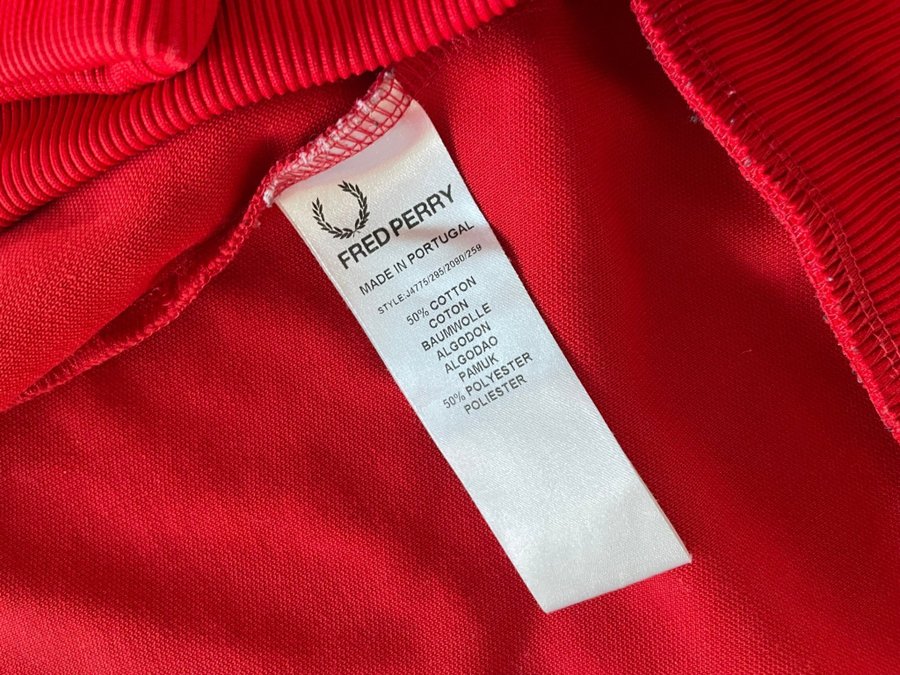 FRED PERRY
MADE IN PORTUGAL
STYLE:J4775/295/2090/259
50% COTTON
COTON
BAUMWOLLE
ALGODON
ALGODAO
PAMUK
50% POLYESTER
POLIESTER